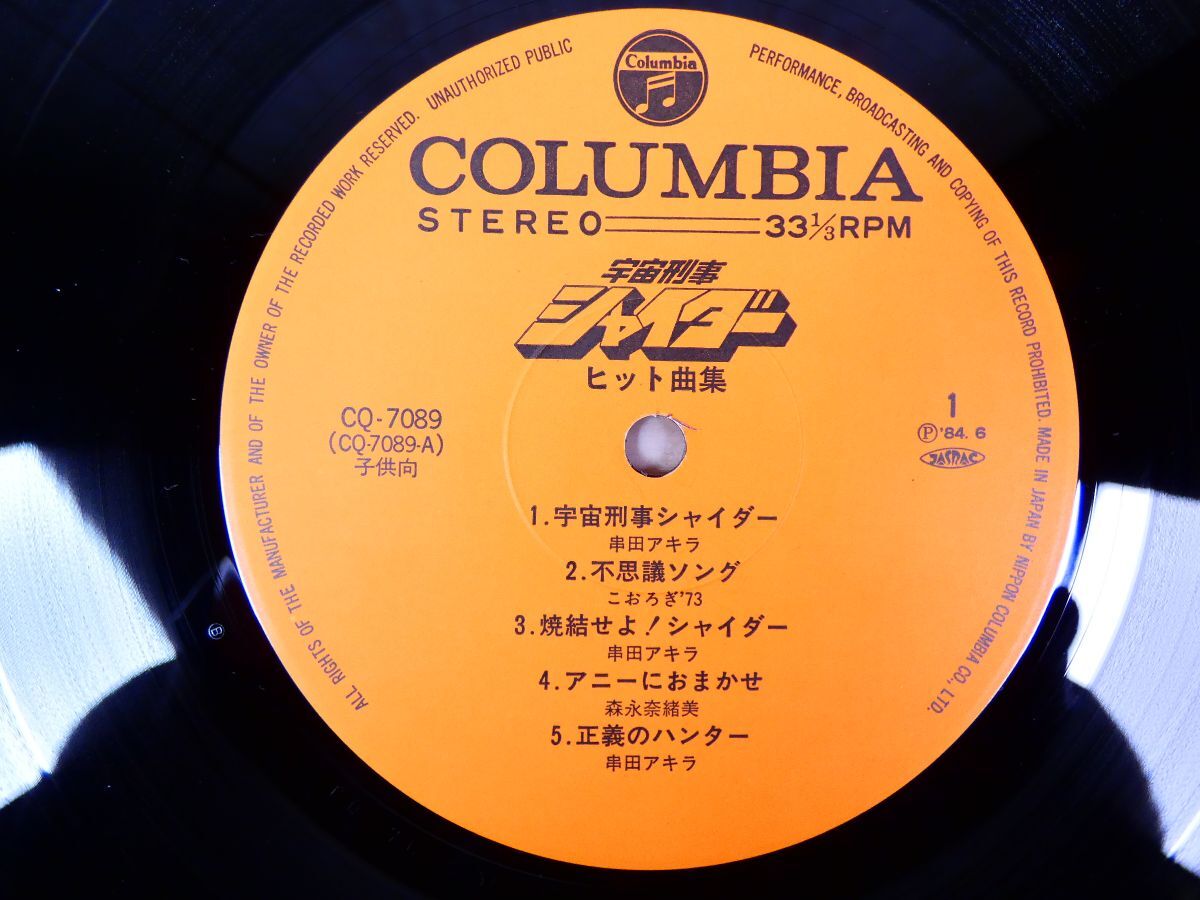 Columbia
ALL RIGHTS OF THE MANUFACTURER AND OF THE OWNER OF THE RECORDED WORK RESERVED. UNAUTHORIZED PUBLIC PERFORMANCE, BROADCASTING AND COPYING OF THIS RECORD PROHIBITED. MADE IN JAPAN BY NIPPON COLUMBIA CO., LTD.
COLUMBIA
STEREO 33⅓ RPM
宇宙刑事
シャイダー
ヒット曲集
CQ-7089
(CQ-7089-A)
子供向
1
Ⓟ'84. 6
JASRAC
1.宇宙刑事シャイダー
串田アキラ
2.不思議ソング
こおろぎ'73
3.焼結せよ!シャイダー
串田アキラ
4.アニーにおまかせ
森永奈緒美
5.正義のハンター
串田アキラ
Ⓑ